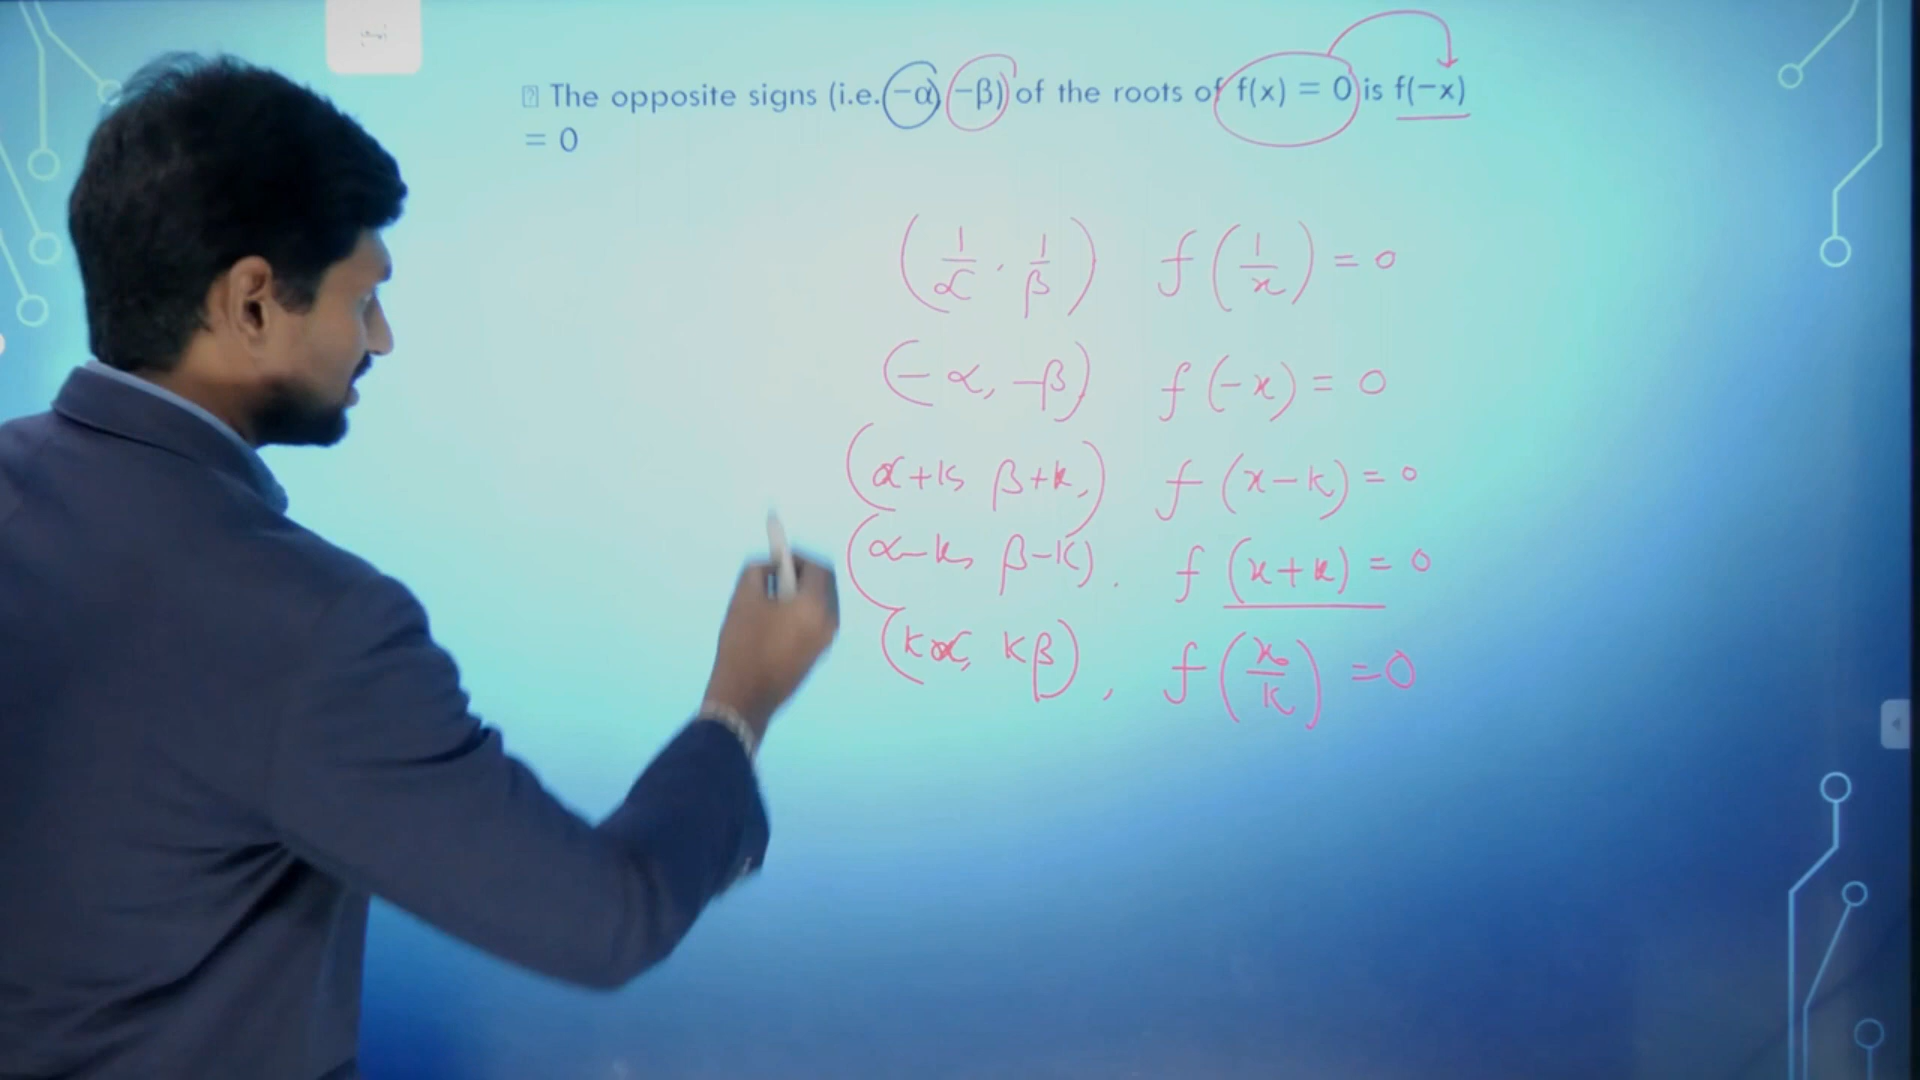 The opposite signs (i.e. -α, -β) of the roots of f(x) = 0 is f(-x)
= 0
(1/α, 1/β) f(1/x) = 0
(-α, -β) f(-x) = 0
(α+k, β+k,) f(x-k) = 0
(α-k, β-k). f(x+k) = 0
(kα, kβ), f(x/k) = 0